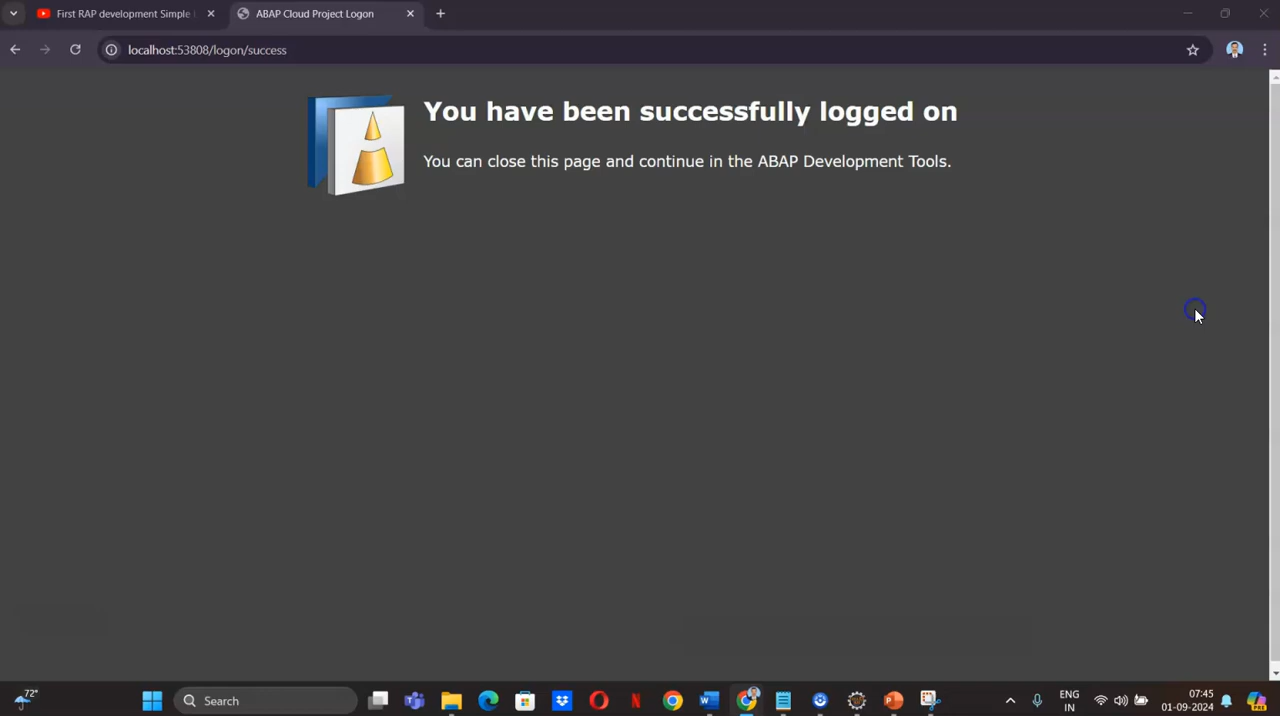 First RAP development Simple
ABAP Cloud Project Logon
localhost:53808/logon/success
You have been successfully logged on
You can close this page and continue in the ABAP Development Tools.
72°
Search
ENG
IN
07:45
01-09-2024